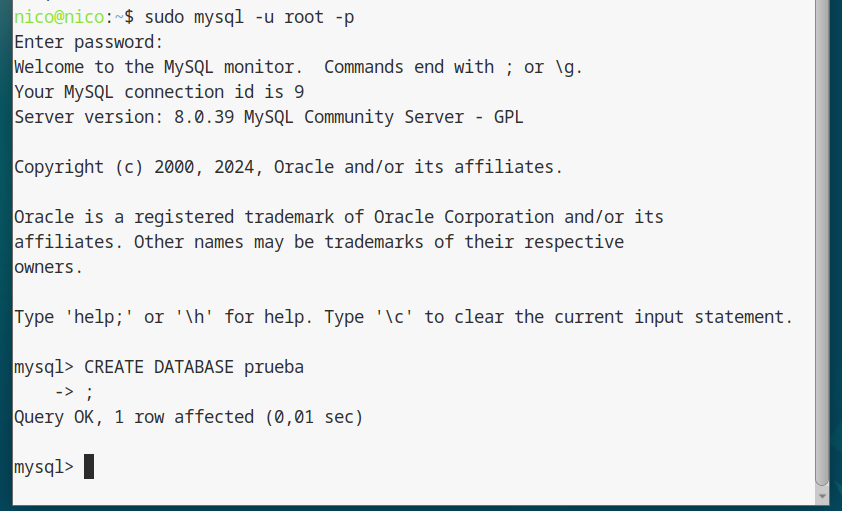 nico@nico:~$ sudo mysql -u root -p
Enter password:
Welcome to the MySQL monitor.  Commands end with ; or \g.
Your MySQL connection id is 9
Server version: 8.0.39 MySQL Community Server - GPL

Copyright (c) 2000, 2024, Oracle and/or its affiliates.

Oracle is a registered trademark of Oracle Corporation and/or its
affiliates. Other names may be trademarks of their respective
owners.

Type 'help;' or '\h' for help. Type '\c' to clear the current input statement.

mysql> CREATE DATABASE prueba
    -> ;
Query OK, 1 row affected (0,01 sec)

mysql>